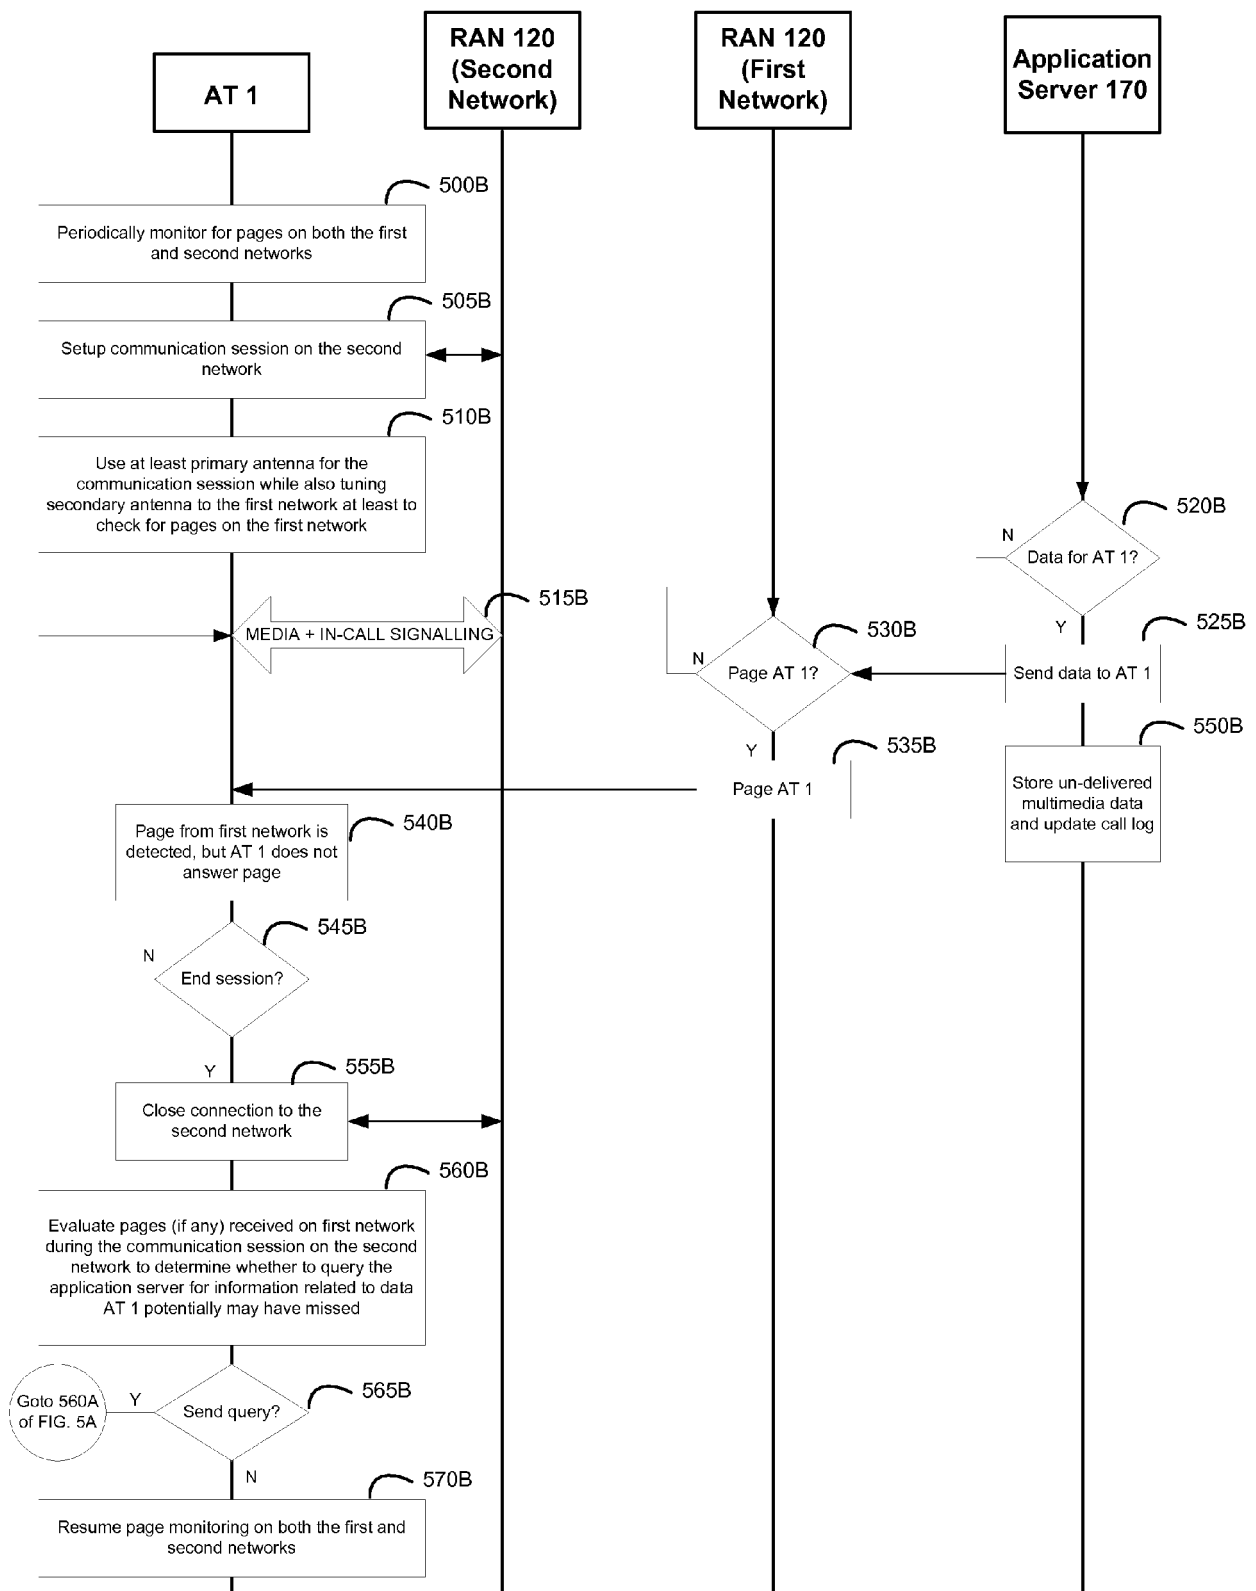 AT 1
RAN 120
(Second
Network)
RAN 120
(First
Network)
Application
Server 170
500B
Periodically monitor for pages on both the first
and second networks
505B
Setup communication session on the second
network
510B
Use at least primary antenna for the
communication session while also tuning
secondary antenna to the first network at least to
check for pages on the first network
520B
N
Data for AT 1?
Y
515B
MEDIA + IN-CALL SIGNALLING
525B
Send data to AT 1
530B
N
Page AT 1?
Y
535B
Page AT 1
550B
Store un-delivered
multimedia data
and update call log
540B
Page from first network is
detected, but AT 1 does not
answer page
545B
N
End session?
Y
555B
Close connection to the
second network
560B
Evaluate pages (if any) received on first network
during the communication session on the second
network to determine whether to query the
application server for information related to data
AT 1 potentially may have missed
565B
Goto 560A
of FIG. 5A
Y
Send query?
N
570B
Resume page monitoring on both the first and
second networks